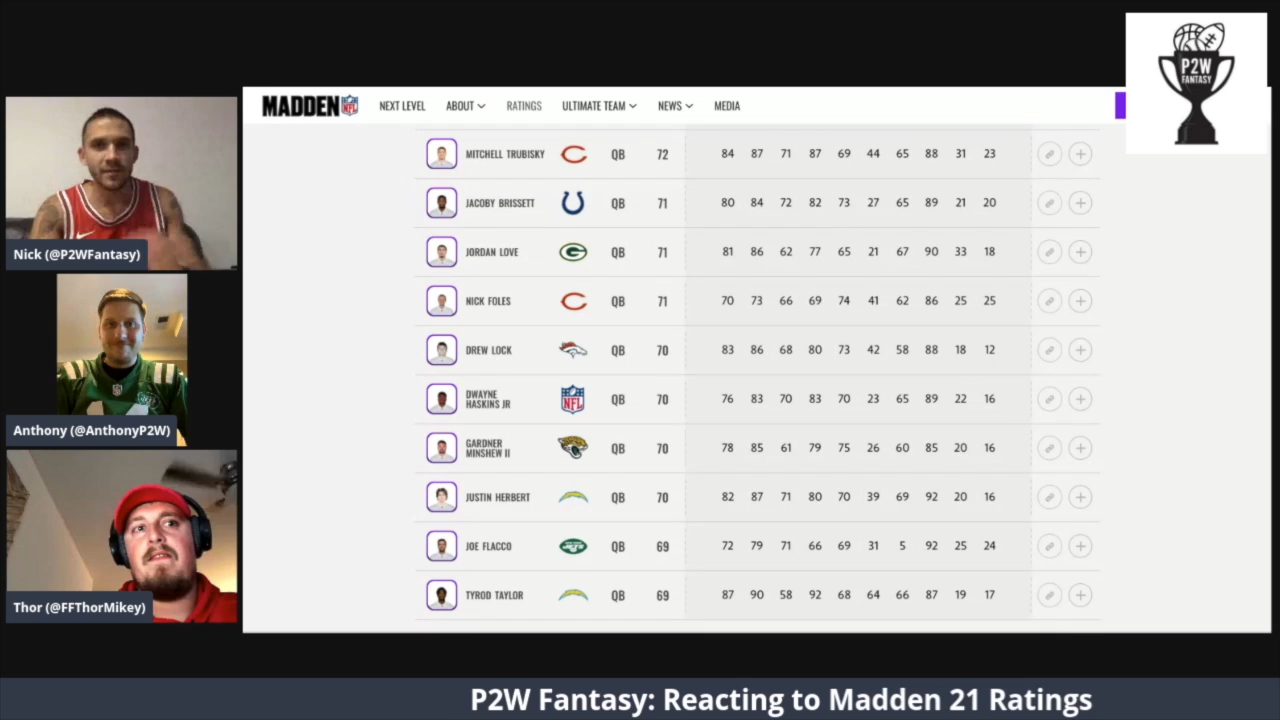 P2W
FANTASY
MADDEN NFL
NEXT LEVEL ABOUT RATINGS ULTIMATE TEAM NEWS MEDIA
MITCHELL TRUBISKY QB 72 84 87 71 87 69 44 65 88 31 23
JACOBY BRISSETT QB 71 80 84 72 82 73 27 65 89 21 20
JORDAN LOVE G QB 71 81 86 62 77 65 21 67 90 33 18
NICK FOLES QB 71 70 73 66 69 74 41 62 86 25 25
DREW LOCK QB 70 83 86 68 80 73 42 58 88 18 12
DWAYNE
HASKINS JR NFL QB 70 76 83 70 83 70 23 65 89 22 16
GARDNER
MINSHEW II QB 70 78 85 61 79 75 26 60 85 20 16
JUSTIN HERBERT QB 70 82 87 71 80 70 39 69 92 20 16
JOE FLACCO JETS QB 69 72 79 71 66 69 31 5 92 25 24
TYROD TAYLOR QB 69 87 90 58 92 68 64 66 87 19 17
Nick (@P2WFantasy)
Anthony (@AnthonyP2W)
Thor (@FFThorMikey)
P2W Fantasy: Reacting to Madden 21 Ratings